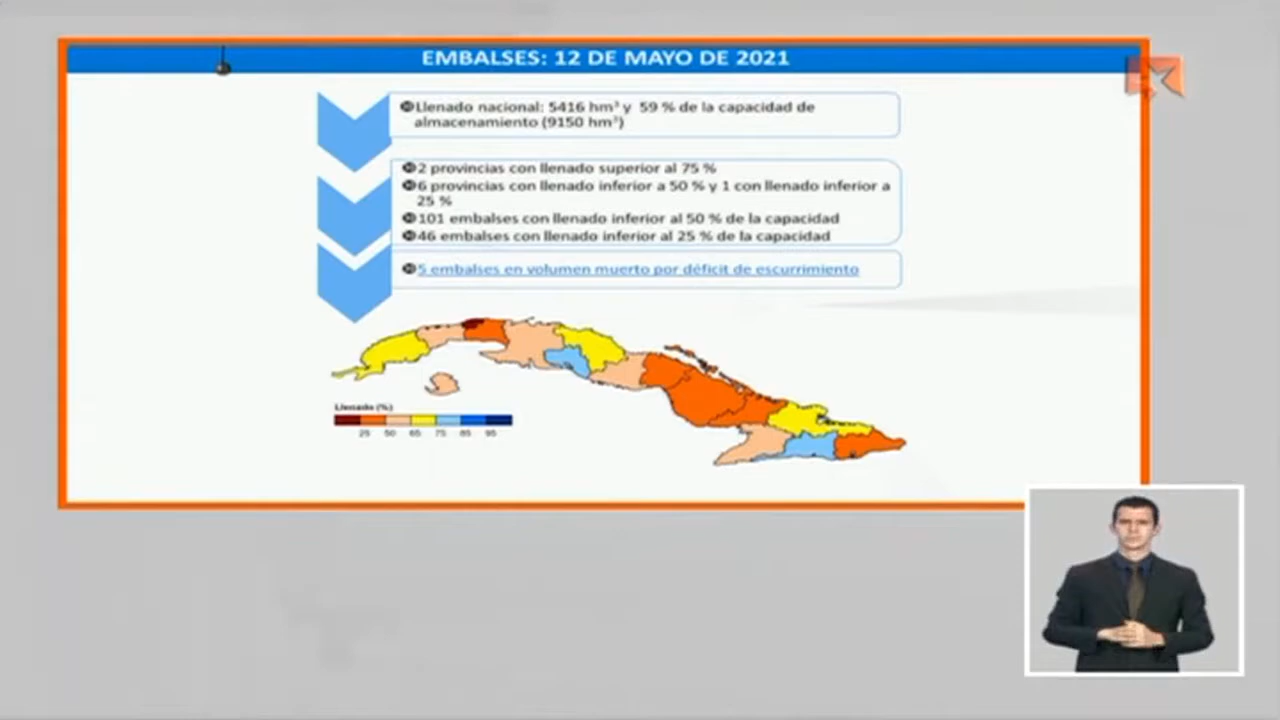 EMBALSES: 12 DE MAYO DE 2021
Llenado nacional: 5416 hm³ y 59 % de la capacidad de
almacenamiento (9150 hm³)
2 provincias con llenado superior al 75 %
6 provincias con llenado inferior a 50 % y 1 con llenado inferior a
25 %
101 embalses con llenado inferior al 50 % de la capacidad
46 embalses con llenado inferior al 25 % de la capacidad
5 embalses en volumen muerto por déficit de escurrimiento
Llenado (%)
25 50 65 75 85 95